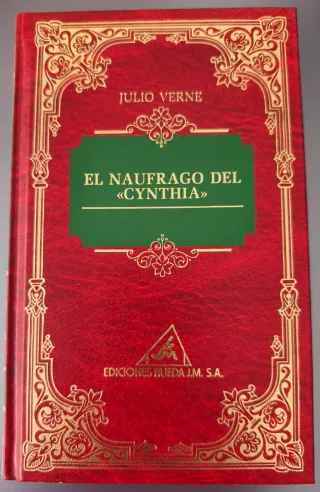 JULIO VERNE
EL NAUFRAGO DEL
«CYNTHIA»
EDICIONES RUEDA J.M. S.A.